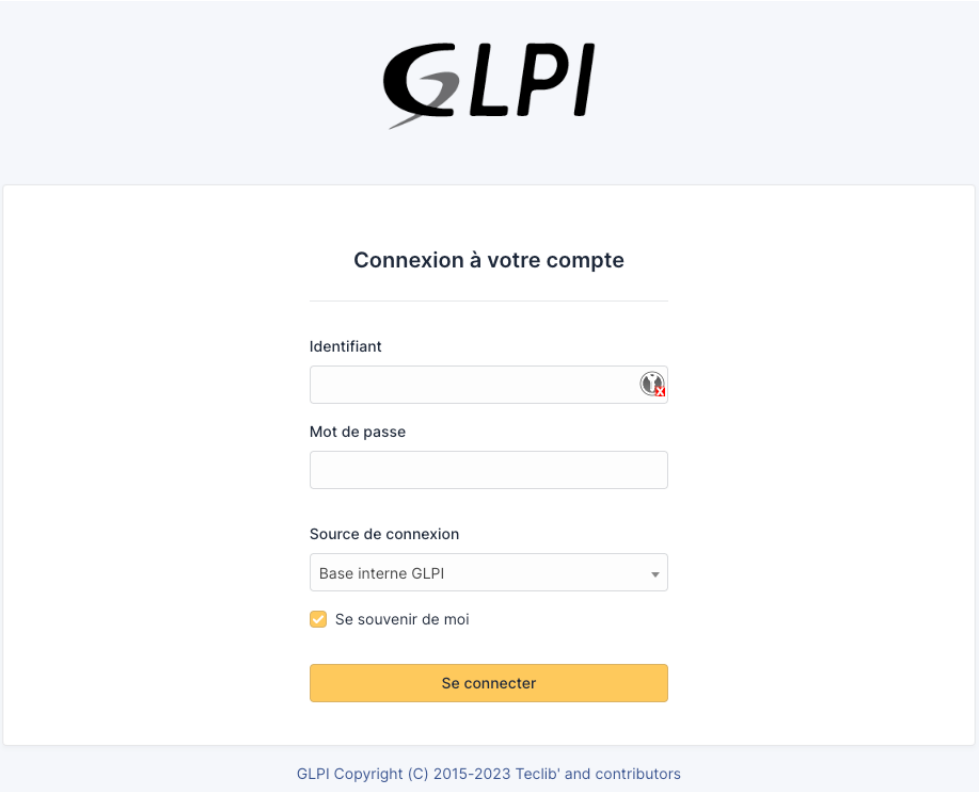 GLPI
Connexion à votre compte
Identifiant
Mot de passe
Source de connexion
Base interne GLPI
Se souvenir de moi
Se connecter
GLPI Copyright (C) 2015-2023 Teclib' and contributors